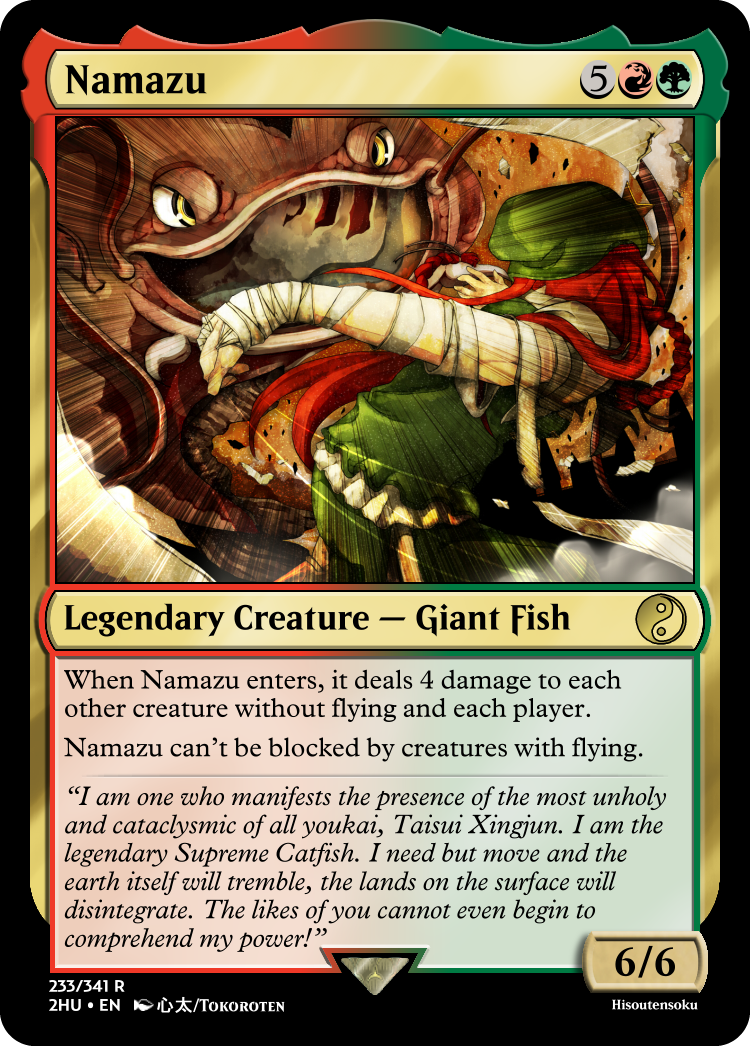 Namazu 5
Legendary Creature — Giant Fish
When Namazu enters, it deals 4 damage to each
other creature without flying and each player.
Namazu can't be blocked by creatures with flying.
“I am one who manifests the presence of the most unholy
and cataclysmic of all youkai, Taisui Xingjun. I am the
legendary Supreme Catfish. I need but move and the
earth itself will tremble, the lands on the surface will
disintegrate. The likes of you cannot even begin to
comprehend my power!”
6/6
233/341 R
2HU • EN 心太/Tokoroten
Hisoutensoku